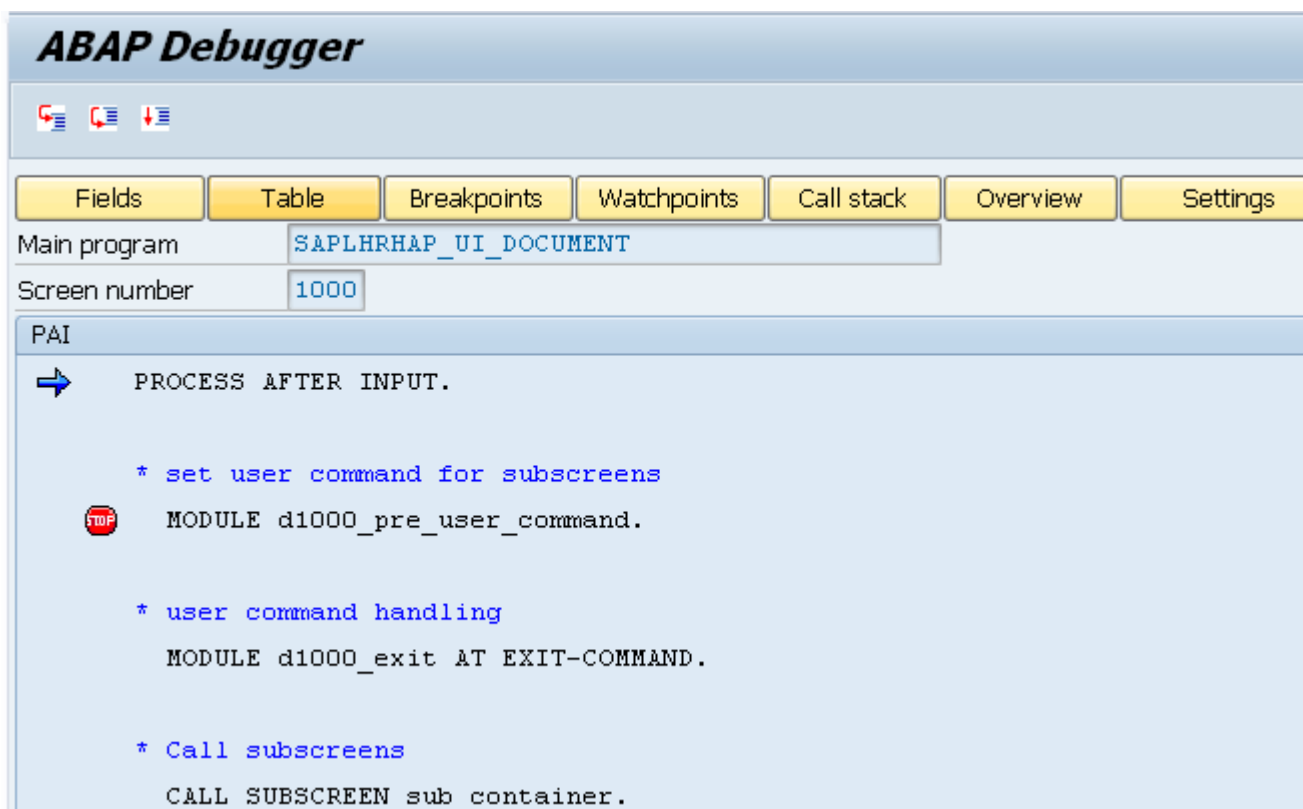 ABAP Debugger
Fields Table Breakpoints Watchpoints Call stack Overview Settings
Main program SAPLHRHAP_UI_DOCUMENT
Screen number 1000
PAI
PROCESS AFTER INPUT.
* set user command for subscreens
STOP MODULE d1000_pre_user_command.
* user command handling
MODULE d1000_exit AT EXIT-COMMAND.
* Call subscreens
CALL SUBSCREEN sub_container.